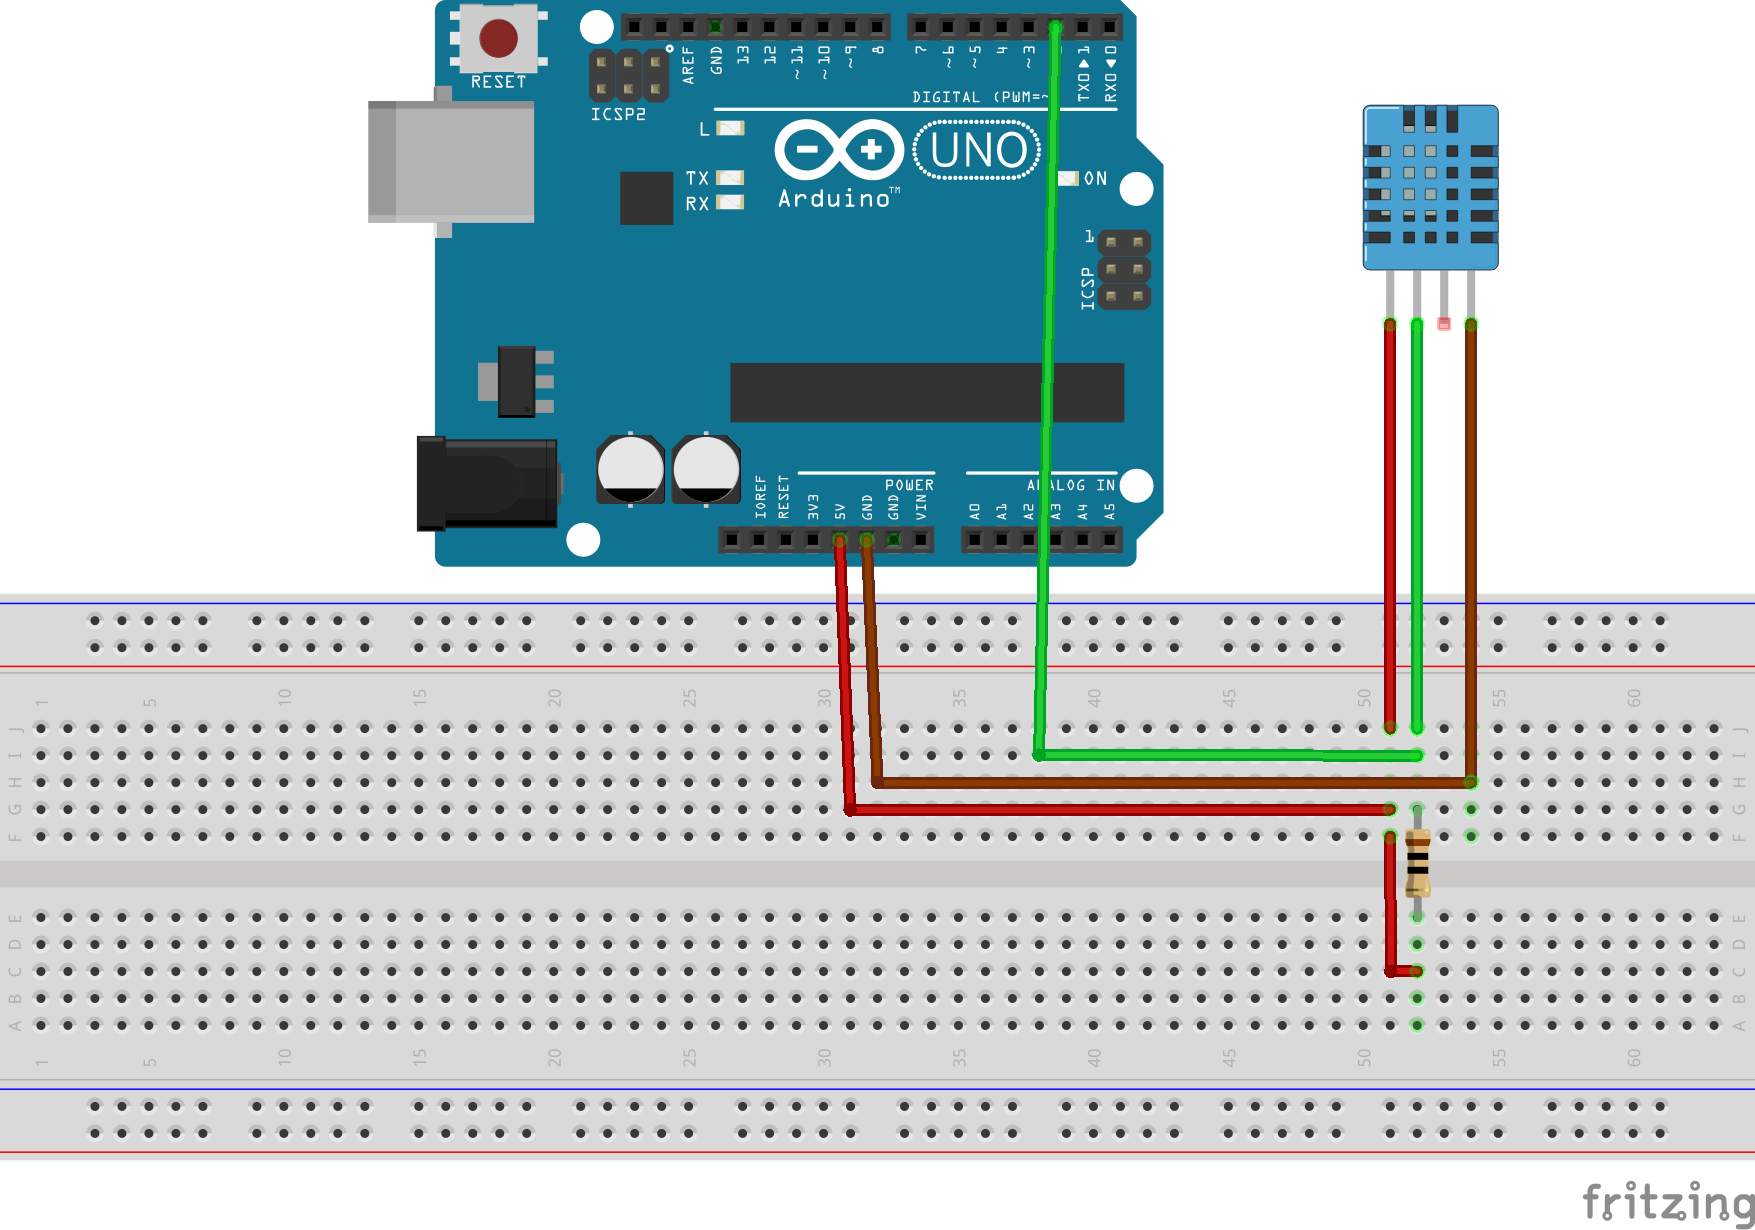 RESET
ICSP2
AREF
GND
13
12
~11
~10
~9
8
7
~6
~5
4
~3
TX0▶1
RX0◀0
DIGITAL (PWM=~
L
TX
RX
Arduino™
UNO
ON
1
ICSP
IOREF
RESET
3V3
5V
GND
GND
VIN
POWER
ANALOG IN
A0
A1
A2
A3
A4
A5
1 5 10 15 20 25 30 35 40 45 50 55 60
J J
I I
H H
G G
F F
E E
D D
C C
B B
A A
1 5 10 15 20 25 30 35 40 45 50 55 60
fritzing